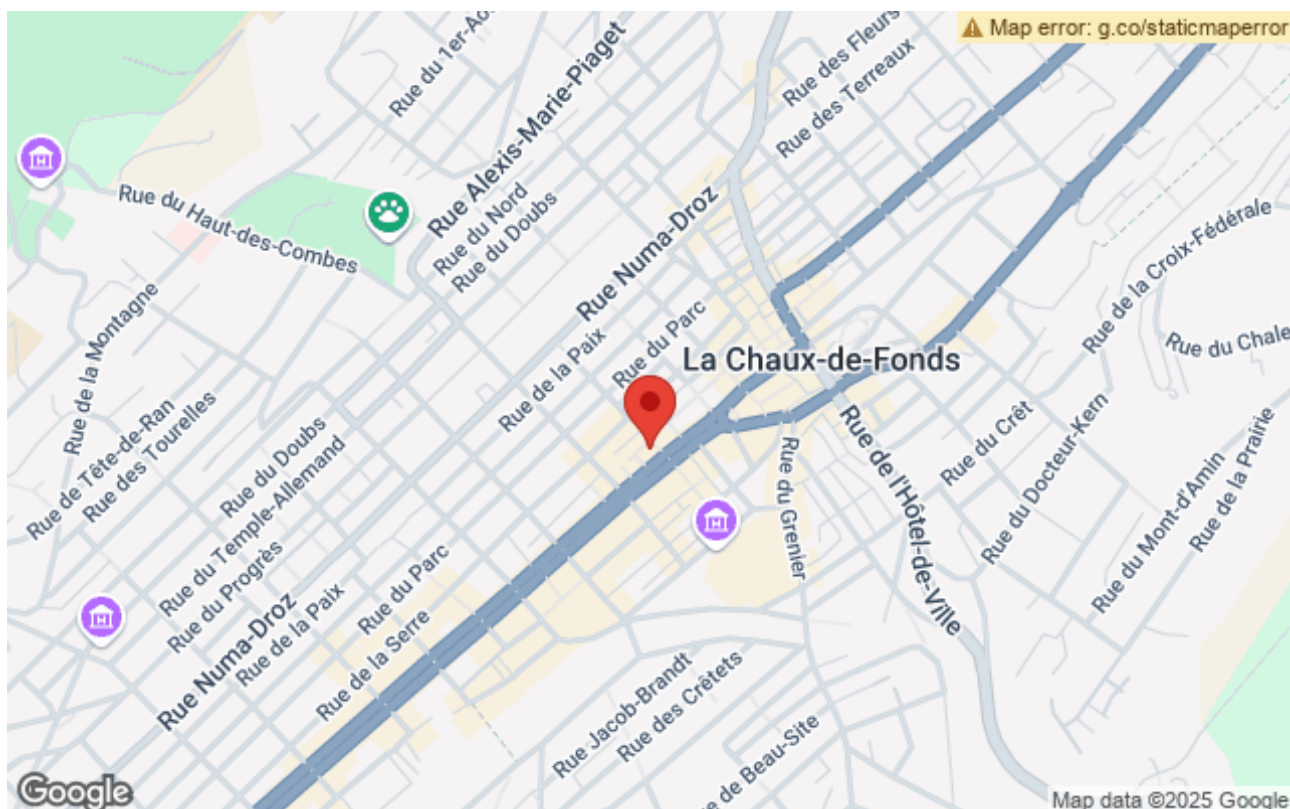 Map error: g.co/staticmaperror
Rue des Fleurs
Rue du 1er-Ao
Rue Alexis-Marie-Piaget
Rue des Terreaux
Rue du Haut-des-Combes
Rue du Nord
Rue du Doubs
Rue Numa-Droz
Rue de la Croix-Fédérale
Rue de la Montagne
Rue du Parc
Rue de la Paix
La Chaux-de-Fonds
Rue du Chale
Rue de Tête-de-Ran
Rue des Tourelles
Rue du Doubs
Rue du Temple-Allemand
Rue du Progrès
Rue Numa-Droz
Rue de la Paix
Rue du Parc
Rue de la Serre
Rue du Grenier
Rue de l'Hôtel-de-Ville
Rue du Crêt
Rue du Docteur-Kern
Rue du Mont-d'Amin
Rue de la Prairie
Rue Jacob-Brandt
Rue des Crêtets
e de Beau-Site
Google
Map data ©2025 Google